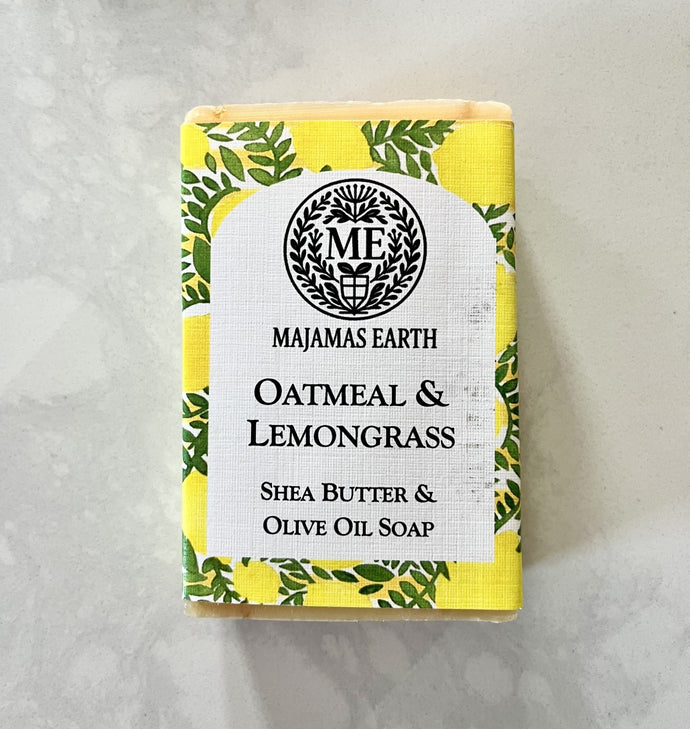 ME
MAJAMAS EARTH
OATMEAL &
LEMONGRASS
SHEA BUTTER &
OLIVE OIL SOAP